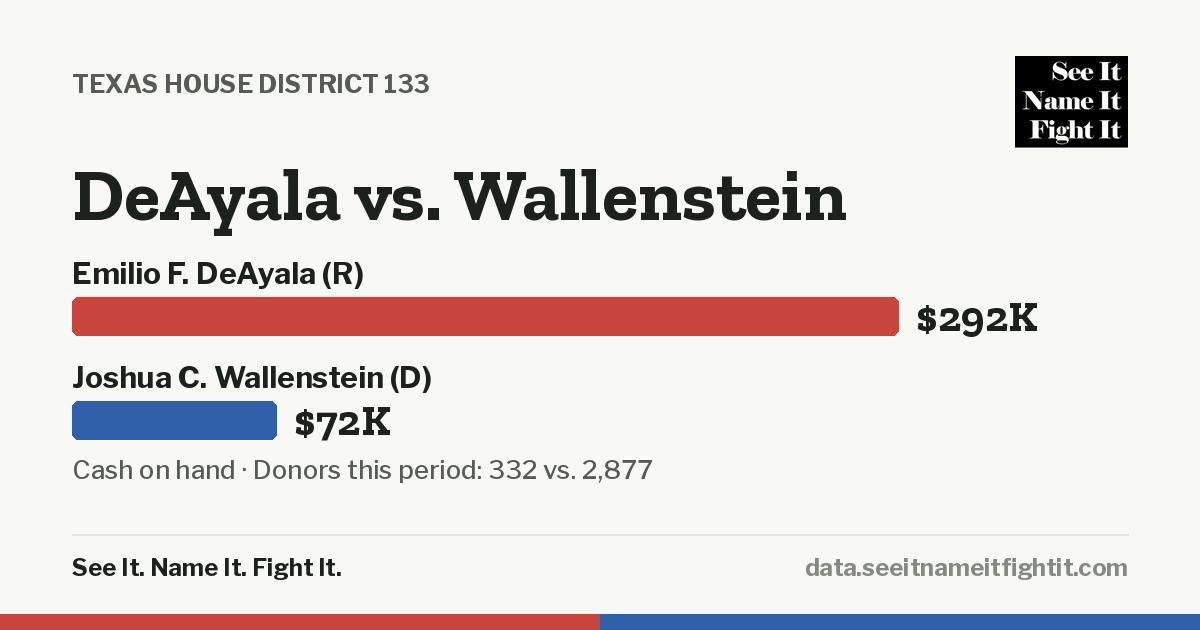 TEXAS HOUSE DISTRICT 133
See It
Name It
Fight It
DeAyala vs. Wallenstein
Emilio F. DeAyala (R)
$292K
Joshua C. Wallenstein (D)
$72K
Cash on hand · Donors this period: 332 vs. 2,877
See It. Name It. Fight It.
data.seeitnameitfightit.com